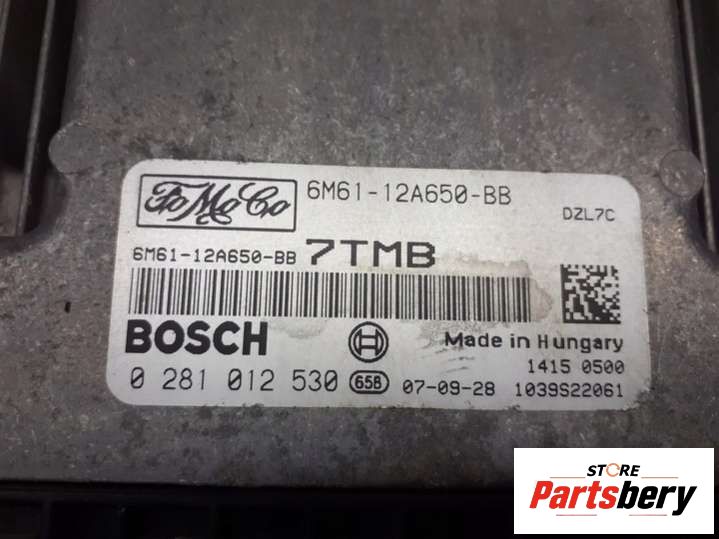 FoMoCo
6M61-12A650-BB
DZL7C
6M61-12A650-BB 7TMB
BOSCH
Made in Hungary
1415 0500
0 281 012 530 658 07-09-28 1039S22061
STORE
Partsbery